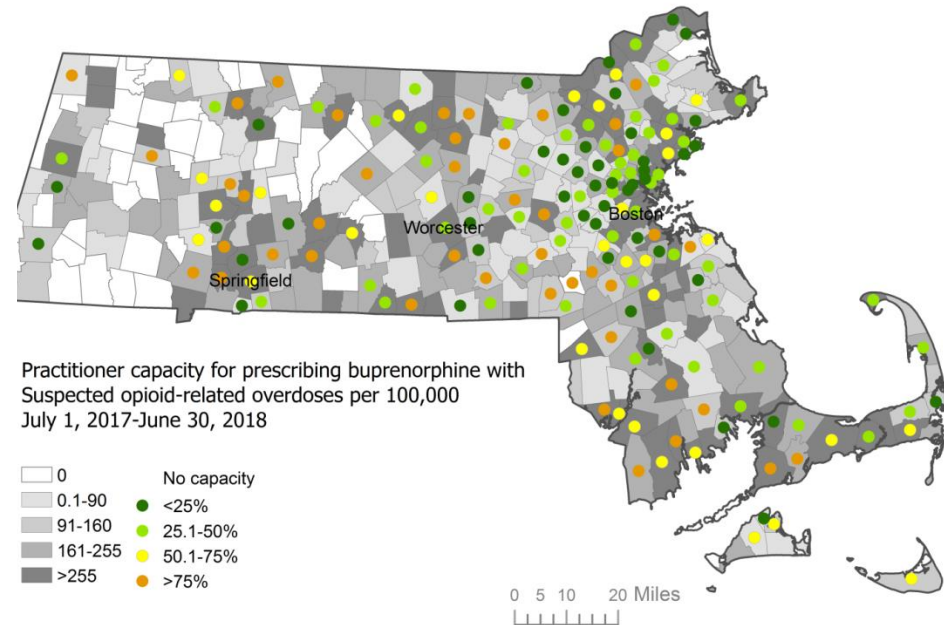 Worcester
Boston
Springfield
Practitioner capacity for prescribing buprenorphine with
Suspected opioid-related overdoses per 100,000
July 1, 2017-June 30, 2018
0
0.1-90
91-160
161-255
>255
No capacity
<25%
25.1-50%
50.1-75%
>75%
0 5 10 20 Miles